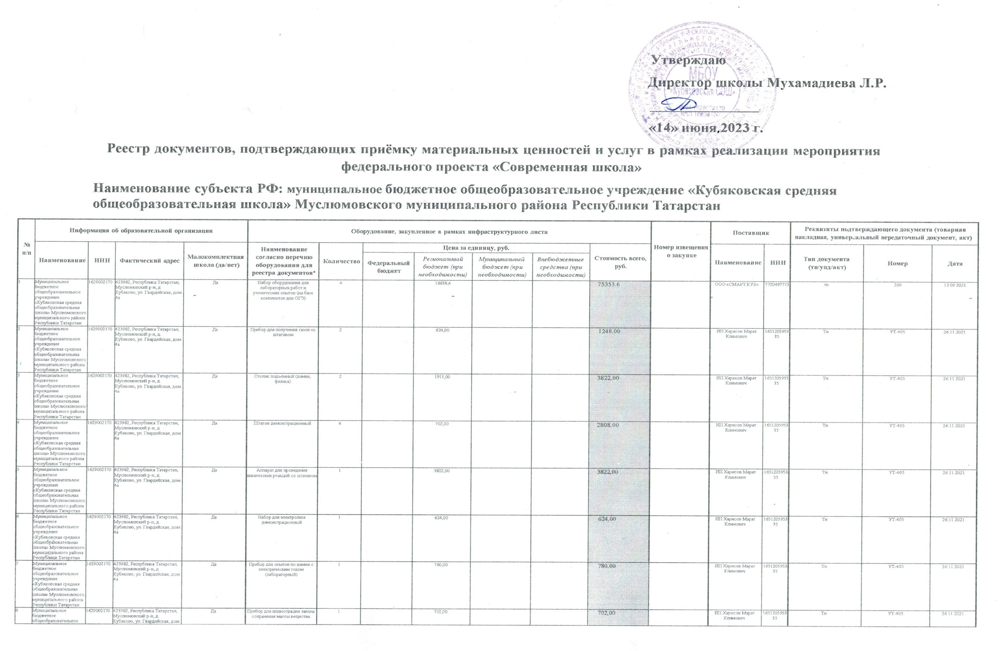 Утверждаю
МБОУ
Директор школы Мухамадиева Л.Р.
«Кубяковская СОШ»
«14» июня 2023 г.
Реестр документов, подтверждающих приёмку материальных ценностей и услуг в рамках реализации мероприятия
федерального проекта «Современная школа»
Наименование субъекта РФ: муниципальное бюджетное общеобразовательное учреждение «Кубяковская средняя
общеобразовательная школа» Муслюмовского муниципального района Республики Татарстан
№ п/п
Информация об образовательной организации
Оборудование, закупленное в рамках инфраструктурного листа
Номер извещения о закупке
Поставщик
Реквизиты подтверждающего документа (товарная накладная, универсальный передаточный документ, акт)
Наименование
ИНН
Фактический адрес
Малокомплектная школа (да/нет)
Наименование согласно перечню оборудования для реестра документов*
Количество
Цена за единицу, руб.
Федеральный бюджет
Региональный бюджет (при необходимости)
Муниципальный бюджет (при необходимости)
Внебюджетные средства (при необходимости)
Стоимость всего, руб.
Наименование
ИНН
Тип документа (тн/упд/акт)
Номер
Дата
1 Муниципальное бюджетное общеобразовательное учреждение «Кубяковская средняя общеобразовательная школа» Муслюмовского муниципального района Республики Татарстан 1629002170 423982, Республика Татарстан, Муслюмовский р-н, д. Кубяково, ул. Гвардейская, дом 4а Да Набор оборудования для лабораторных работ и ученических опытов (на базе комплектов для ОГЭ) 4 18838,4 75353.6 ООО «СМАРТ КУБ» 7720497773 тн 209 13.09.2021
2 Муниципальное бюджетное общеобразовательное учреждение «Кубяковская средняя общеобразовательная школа» Муслюмовского муниципального района Республики Татарстан 1629002170 423982, Республика Татарстан, Муслюмовский р-н, д. Кубяково, ул. Гвардейская, дом 4а Да Прибор для получения газов со штативом 2 624,00 1248,00 ИП Харисов Марат Климович 165120595335 Тн УТ-405 26.11.2021
3 Муниципальное бюджетное общеобразовательное учреждение «Кубяковская средняя общеобразовательная школа» Муслюмовского муниципального района Республики Татарстан 1629002170 423982, Республика Татарстан, Муслюмовский р-н, д. Кубяково, ул. Гвардейская, дом 4а Да Столик подъёмный (химия, физика) 2 1911,00 3822,00 ИП Харисов Марат Климович 165120595335 Тн УТ-405 26.11.2021
4 Муниципальное бюджетное общеобразовательное учреждение «Кубяковская средняя общеобразовательная школа» Муслюмовского муниципального района Республики Татарстан 1629002170 423982, Республика Татарстан, Муслюмовский р-н, д. Кубяково, ул. Гвардейская, дом 4а Да Штатив демонстрационный 4 702,00 2808,00 ИП Харисов Марат Климович 165120595335 Тн УТ-405 26.11.2021
5 Муниципальное бюджетное общеобразовательное учреждение «Кубяковская средняя общеобразовательная школа» Муслюмовского муниципального района Республики Татарстан 1629002170 423982, Республика Татарстан, Муслюмовский р-н, д. Кубяково, ул. Гвардейская, дом 4а Да Аппарат для проведения химических реакций со штативом 1 3822,00 3822,00 ИП Харисов Марат Климович 165120595335 Тн УТ-405 26.11.2021
6 Муниципальное бюджетное общеобразовательное учреждение «Кубяковская средняя общеобразовательная школа» Муслюмовского муниципального района Республики Татарстан 1629002170 423982, Республика Татарстан, Муслюмовский р-н, д. Кубяково, ул. Гвардейская, дом 4а Да Набор для электролиза демонстрационный 1 624,00 624,00 ИП Харисов Марат Климович 165120595335 Тн УТ-405 26.11.2021
7 Муниципальное бюджетное общеобразовательное учреждение «Кубяковская средняя общеобразовательная школа» Муслюмовского муниципального района Республики Татарстан 1629002170 423982, Республика Татарстан, Муслюмовский р-н, д. Кубяково, ул. Гвардейская, дом 4а Да Прибор для опытов по химии с электрическим током (лабораторный) 1 780,00 780,00 ИП Харисов Марат Климович 165120595335 Тн УТ-405 26.11.2021
8 Муниципальное бюджетное общеобразовательное 1629002170 423982, Республика Татарстан, Муслюмовский р-н, д. Кубяково, ул. Гвардейская, дом Да Прибор для иллюстрации закона сохранения массы вещества 1 702,00 702,00 ИП Харисов Марат Климович 165120595335 Тн УТ-405 26.11.2021